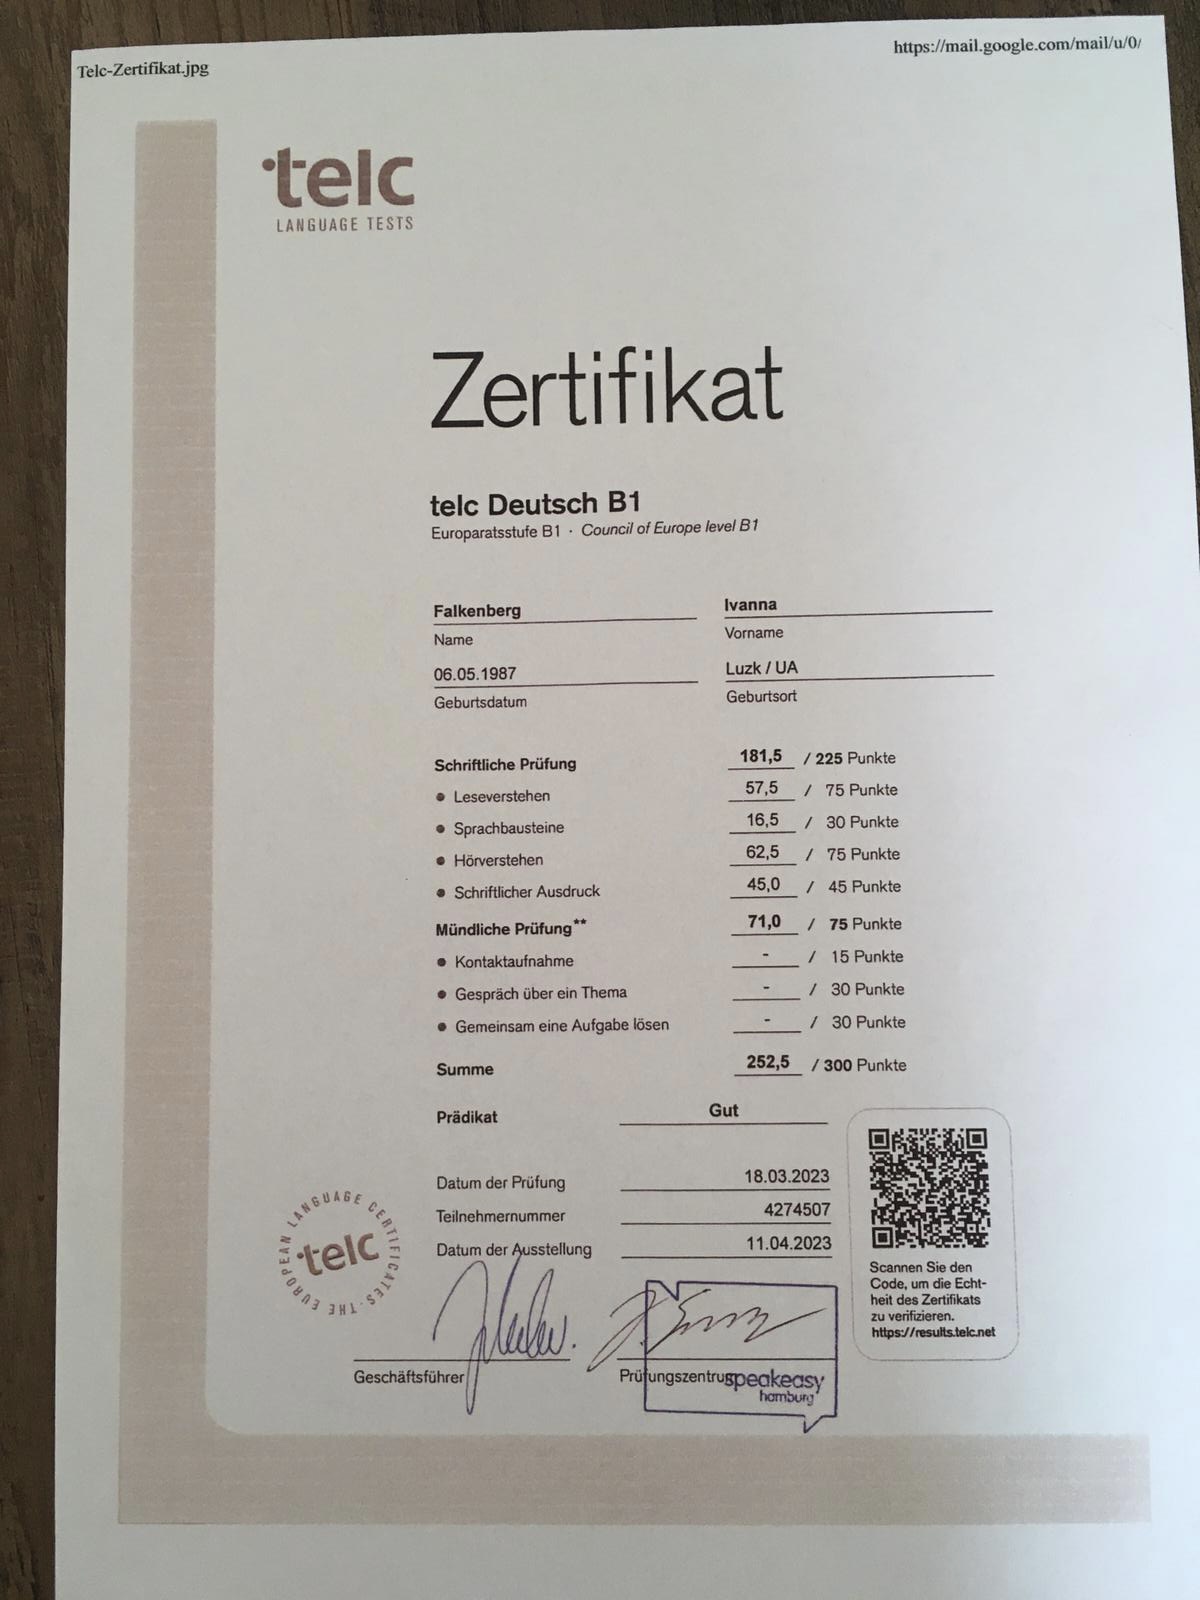 Telc-Zertifikat.jpg
https://mail.google.com/mail/u/0/
telc
LANGUAGE TESTS
Zertifikat
telc Deutsch B1
Europaratsstufe B1 · Council of Europe level B1
Falkenberg Ivanna
Name Vorname
06.05.1987 Luzk / UA
Geburtsdatum Geburtsort
Schriftliche Prüfung 181,5 / 225 Punkte
● Leseverstehen 57,5 / 75 Punkte
● Sprachbausteine 16,5 / 30 Punkte
● Hörverstehen 62,5 / 75 Punkte
● Schriftlicher Ausdruck 45,0 / 45 Punkte
Mündliche Prüfung** 71,0 / 75 Punkte
● Kontaktaufnahme - / 15 Punkte
● Gespräch über ein Thema - / 30 Punkte
● Gemeinsam eine Aufgabe lösen - / 30 Punkte
Summe 252,5 / 300 Punkte
Prädikat Gut
Datum der Prüfung 18.03.2023
Teilnehmernummer 4274507
Datum der Ausstellung 11.04.2023
Scannen Sie den
Code, um die Echt-
heit des Zertifikats
zu verifizieren.
https://results.telc.net
THE EUROPEAN LANGUAGE CERTIFICATES
telc
Geschäftsführer Prüfungszentrum
speakeasy
hamburg